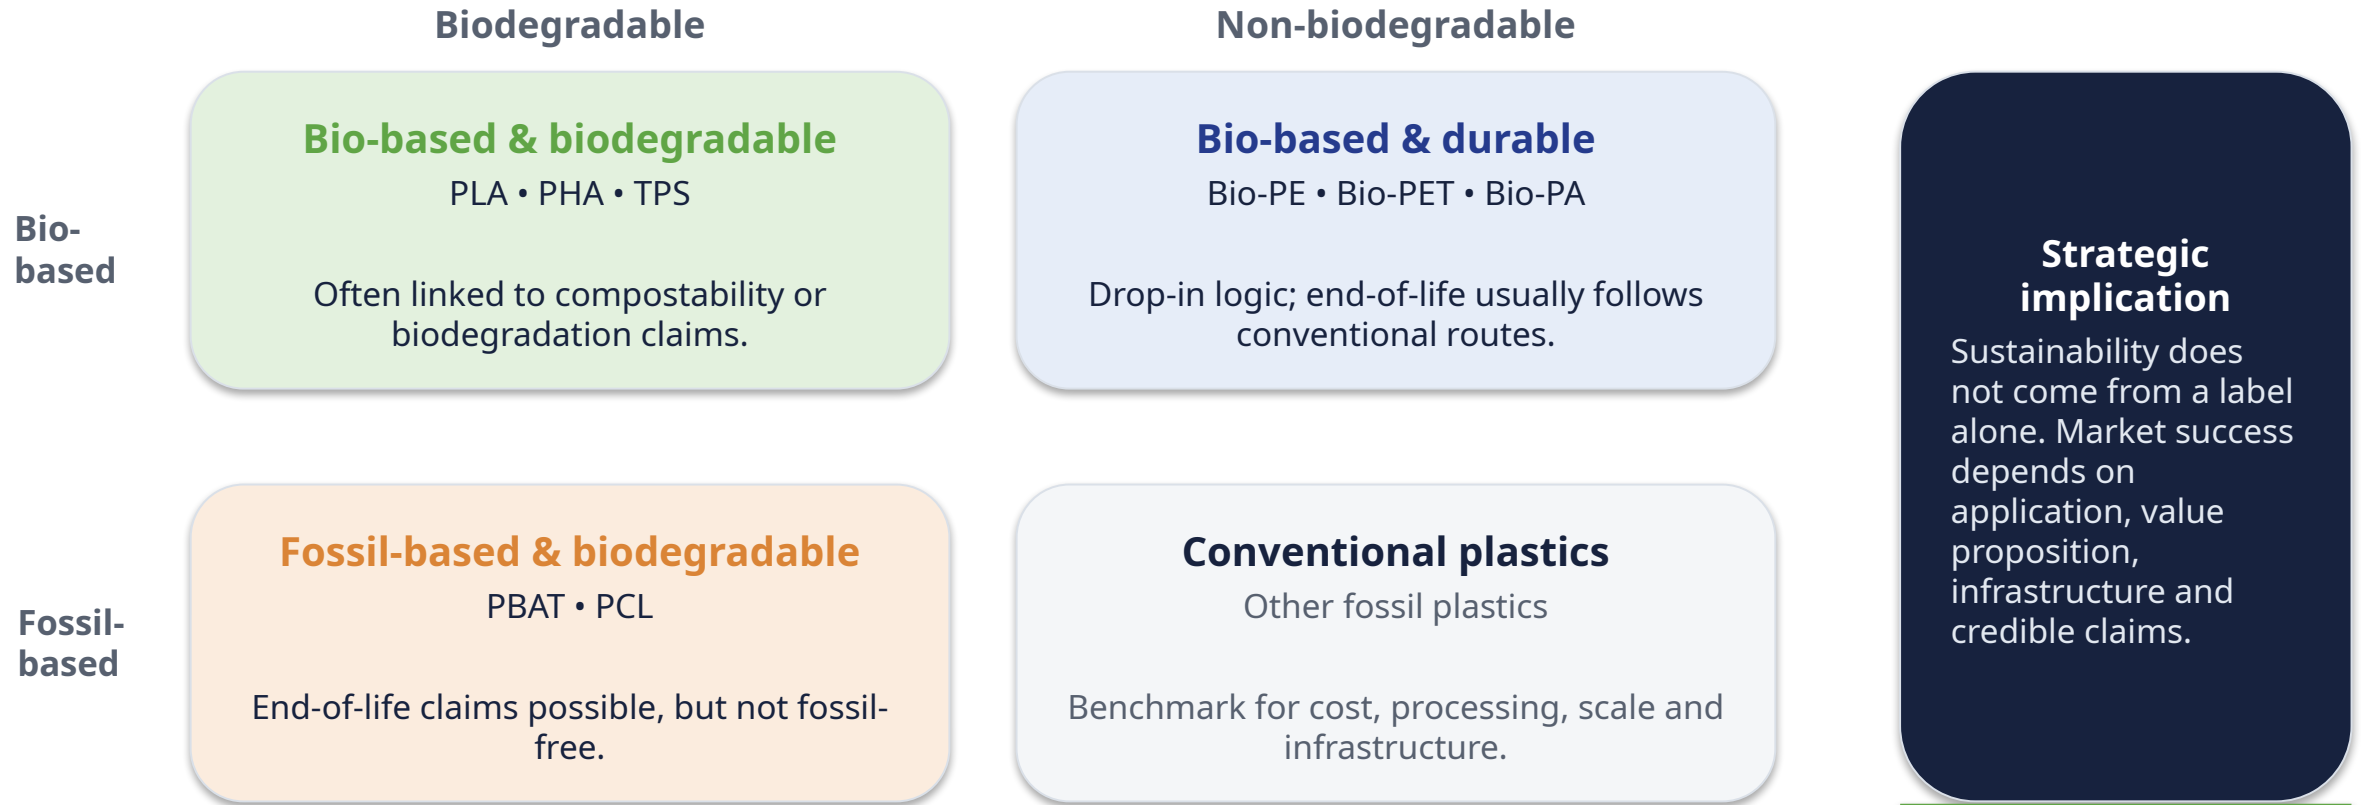 Biodegradable
Non-biodegradable
Bio-
based
Bio-based & biodegradable
PLA • PHA • TPS
Often linked to compostability or
biodegradation claims.
Bio-based & durable
Bio-PE • Bio-PET • Bio-PA
Drop-in logic; end-of-life usually follows
conventional routes.
Fossil-
based
Fossil-based & biodegradable
PBAT • PCL
End-of-life claims possible, but not fossil-
free.
Conventional plastics
Other fossil plastics
Benchmark for cost, processing, scale and
infrastructure.
Strategic
implication
Sustainability does
not come from a label
alone. Market success
depends on
application, value
proposition,
infrastructure and
credible claims.